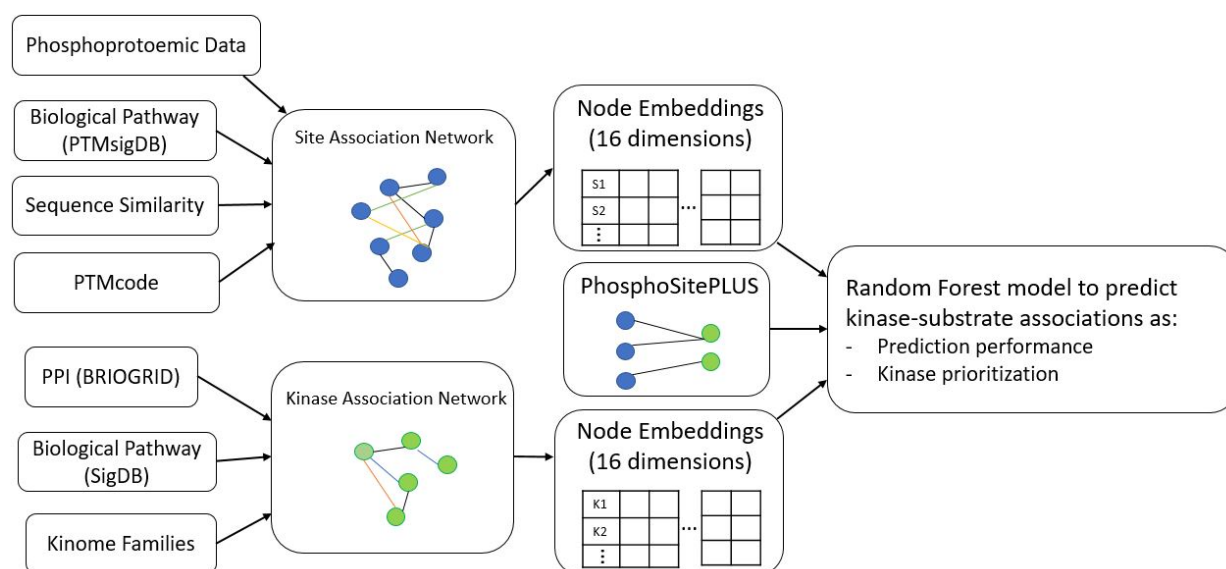 Phosphoprotoemic Data
Biological Pathway
(PTMsigDB)
Sequence Similarity
PTMcode
Site Association Network
Node Embeddings
(16 dimensions)
S1
S2
⋮
...
PhosphoSitePLUS
Random Forest model to predict
kinase-substrate associations as:
- Prediction performance
- Kinase prioritization
PPI (BRIOGRID)
Biological Pathway
(SigDB)
Kinome Families
Kinase Association Network
Node Embeddings
(16 dimensions)
K1
K2
⋮
...